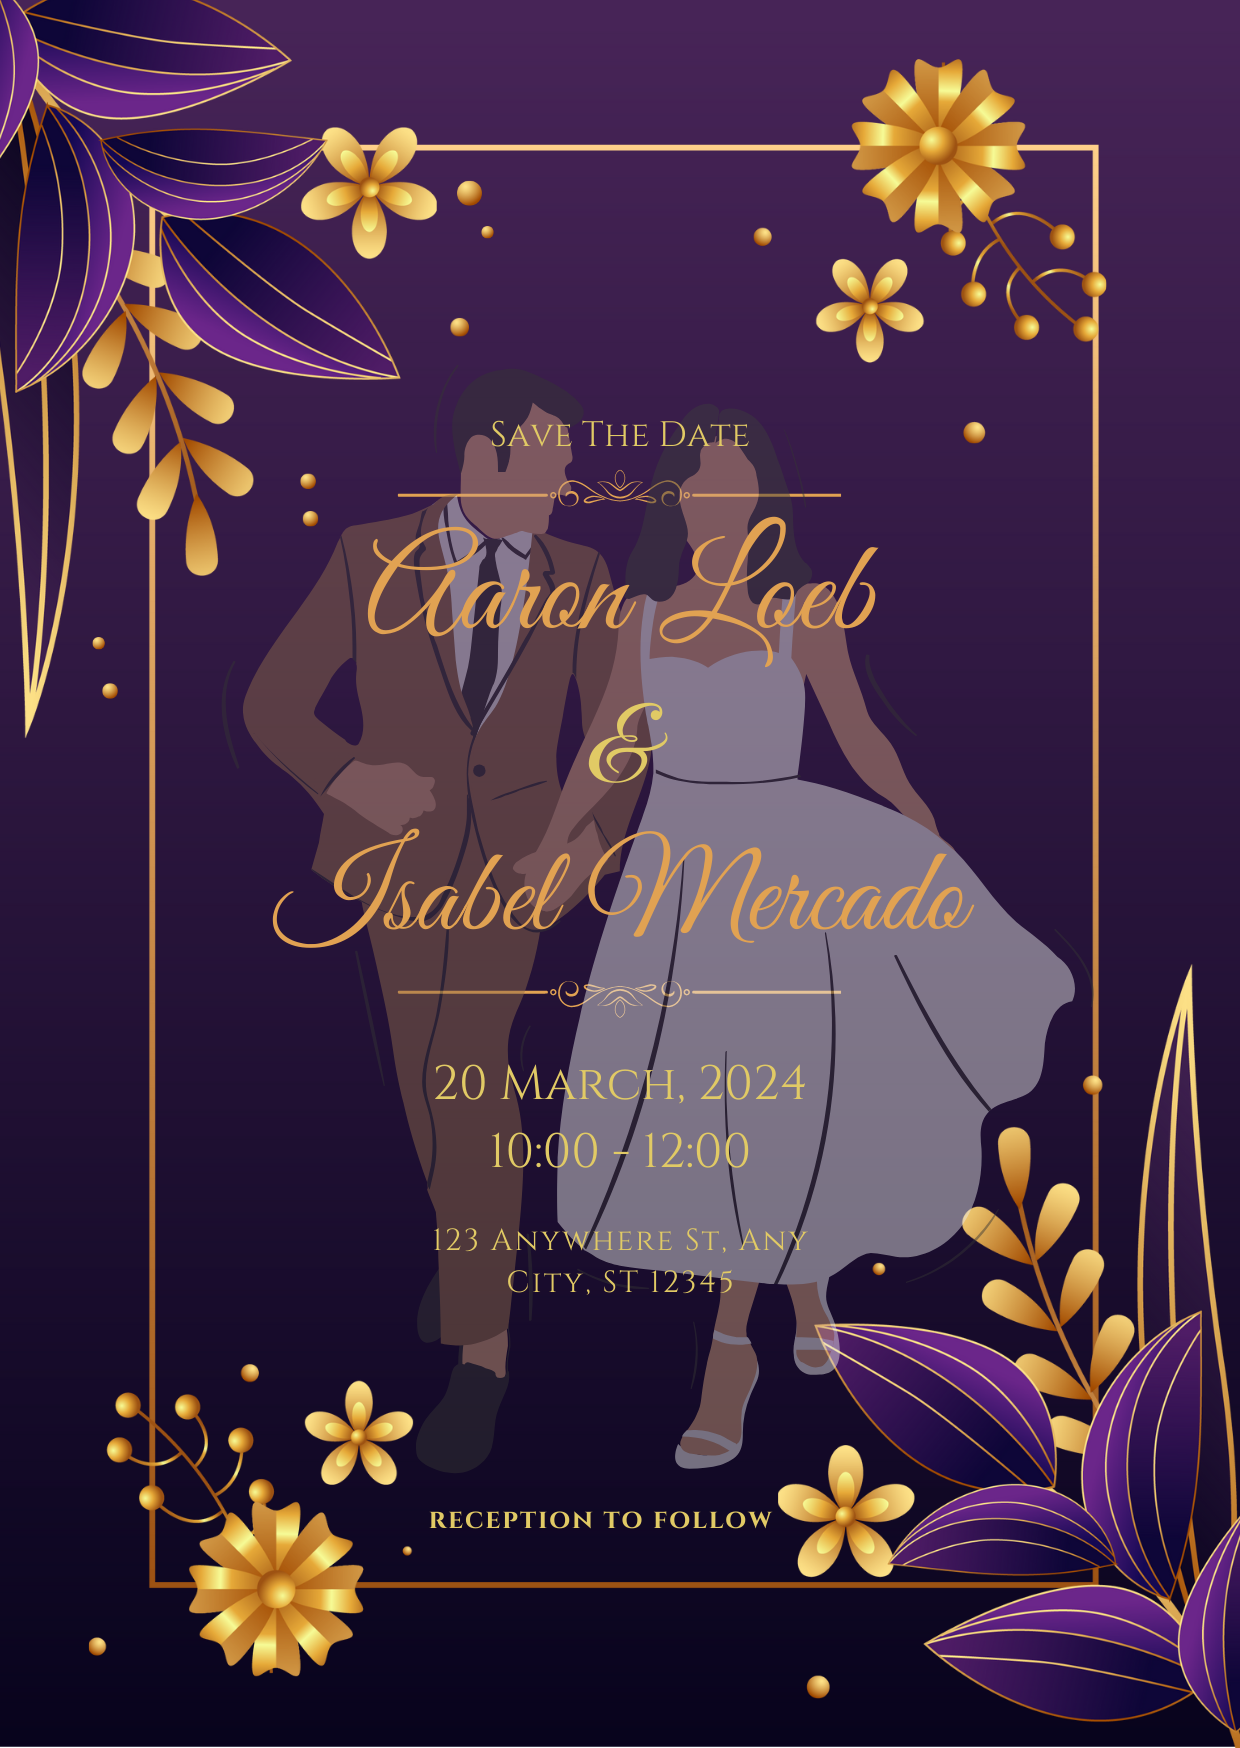 Save The Date
Aaron Loeb
&
Isabel Mercado
20 March, 2024
10:00 - 12:00
123 Anywhere St, Any
City, ST 12345
RECEPTION TO FOLLOW